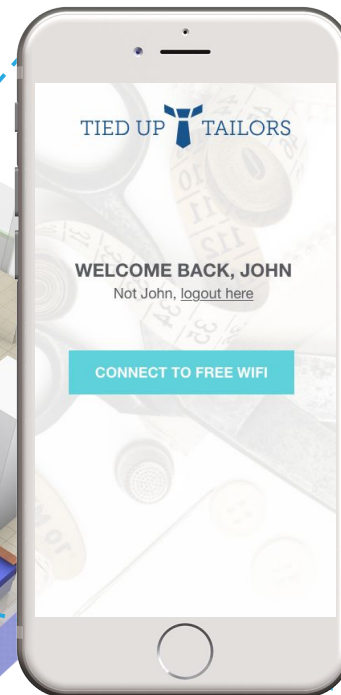 TIED UP TAILORS
WELCOME BACK, JOHN
Not John, logout here
CONNECT TO FREE WIFI